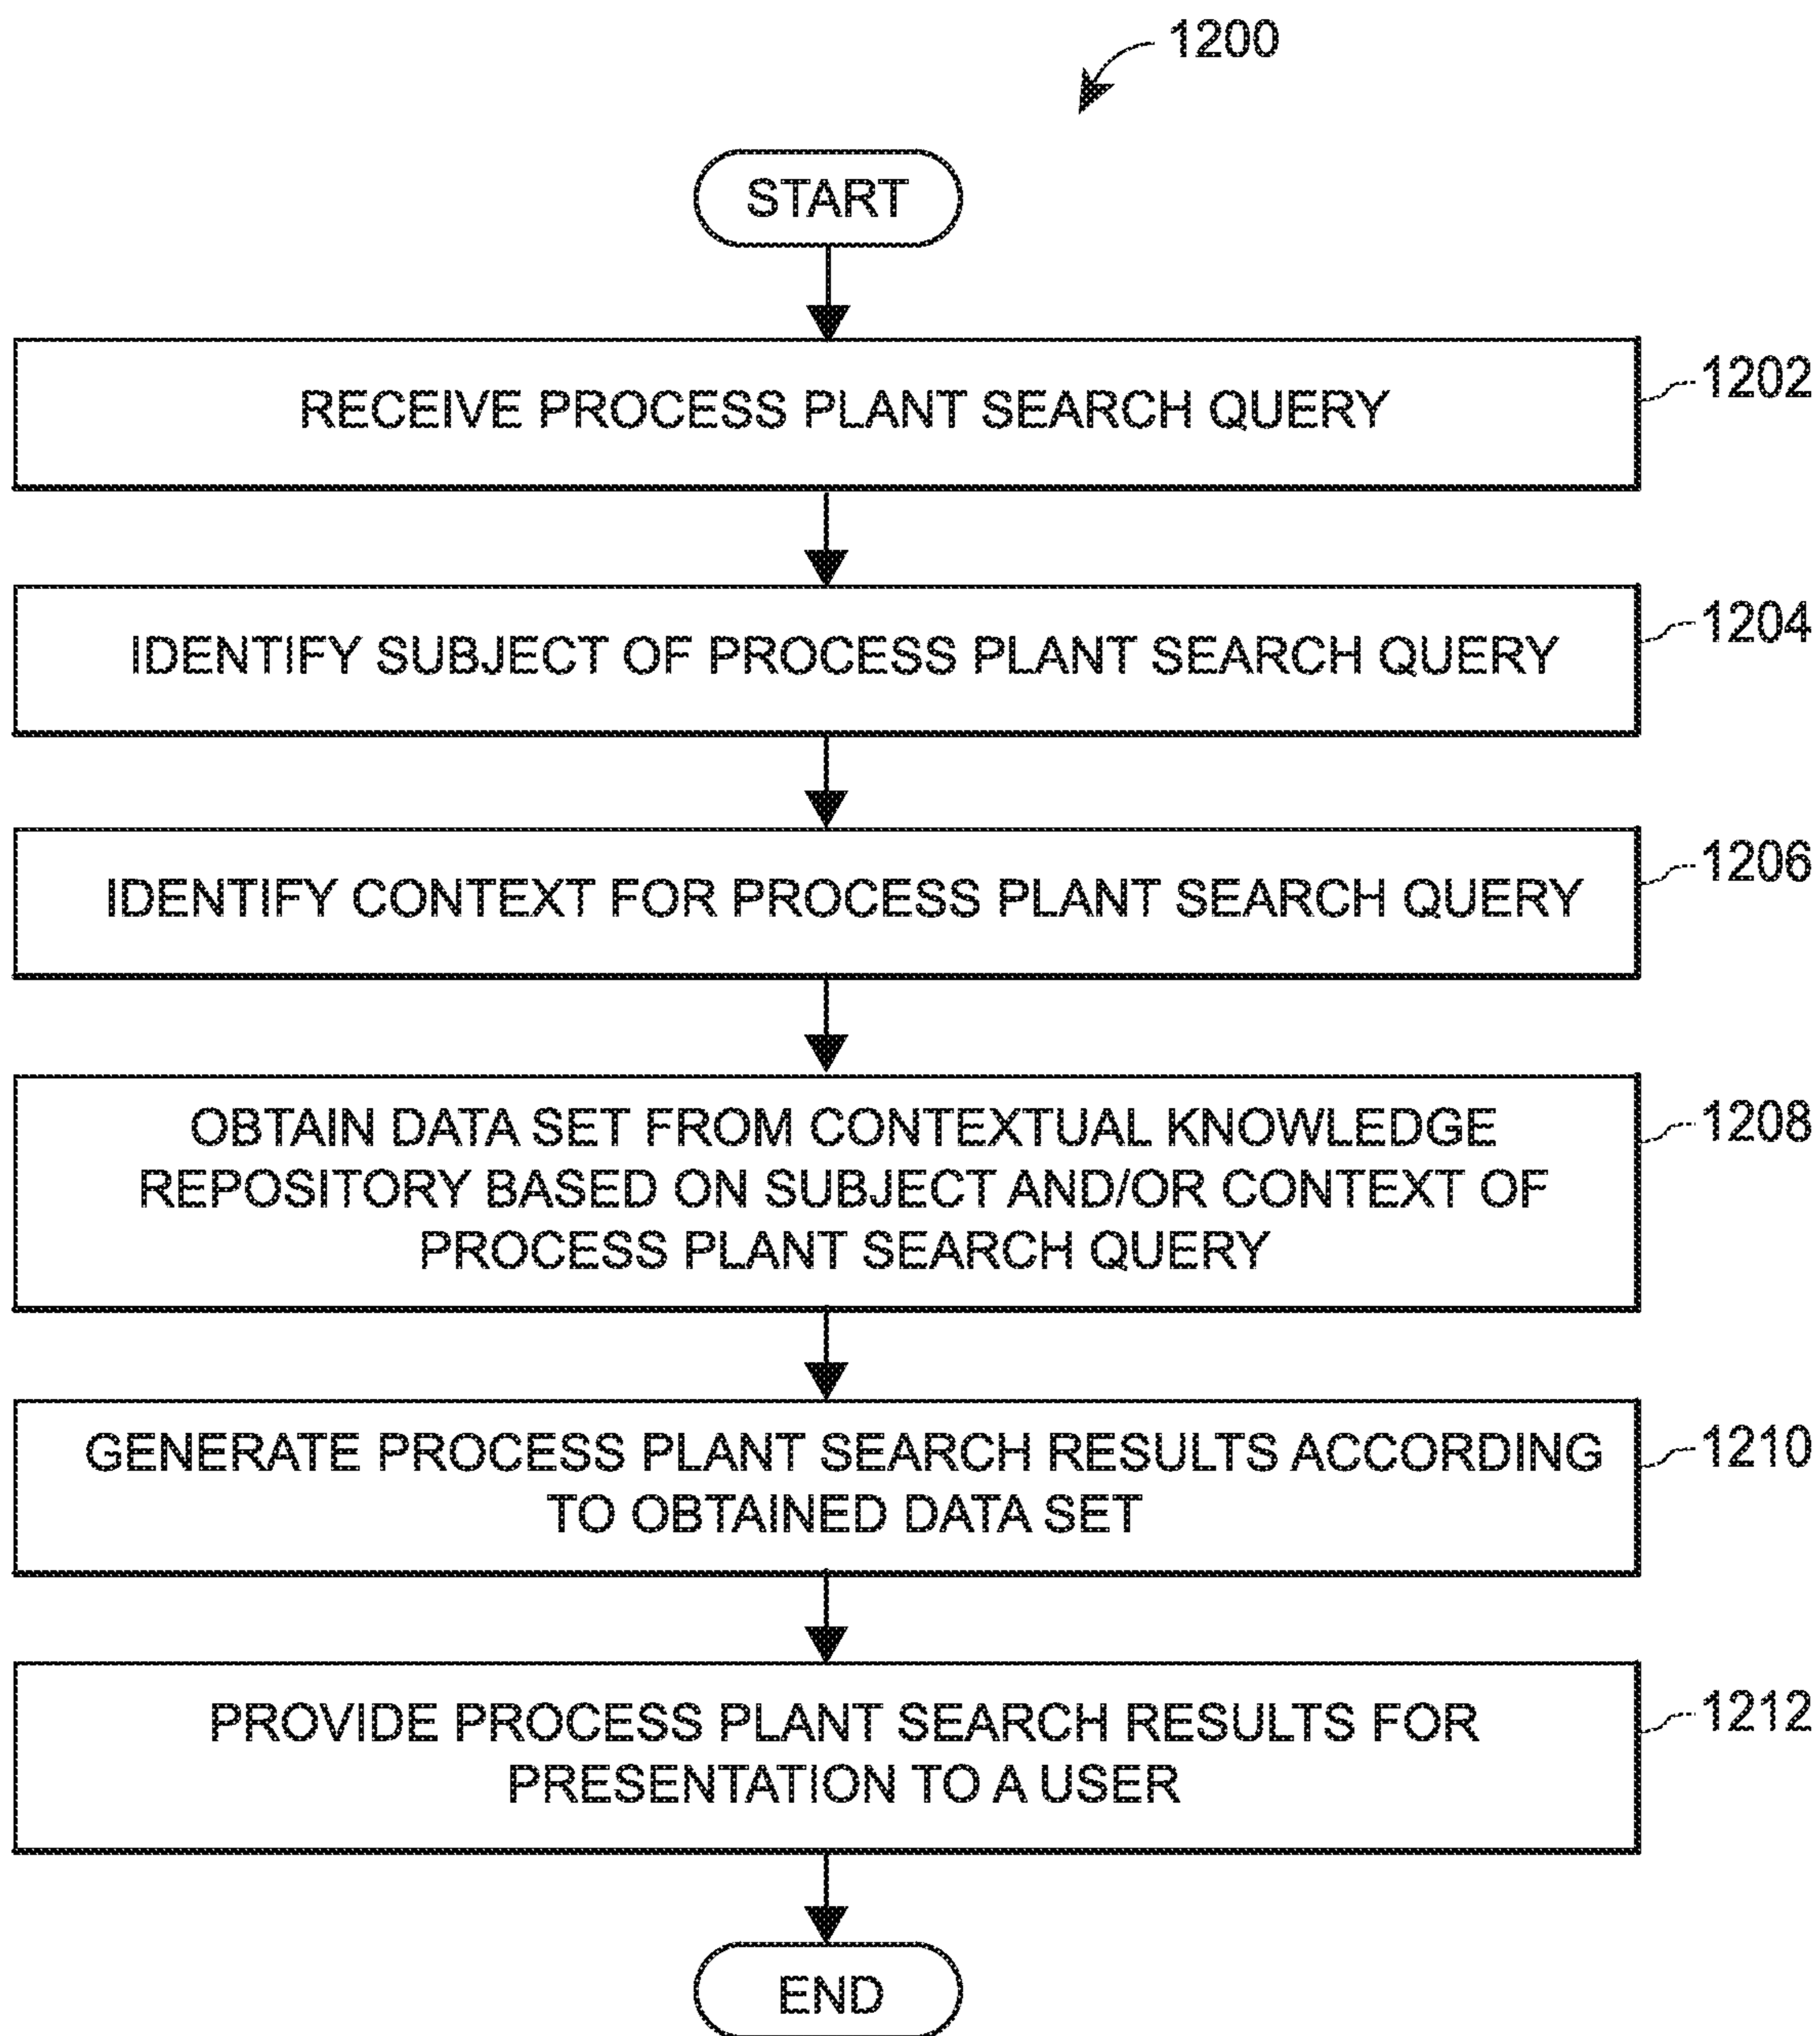 1200
START
RECEIVE PROCESS PLANT SEARCH QUERY
1202
IDENTIFY SUBJECT OF PROCESS PLANT SEARCH QUERY
1204
IDENTIFY CONTEXT FOR PROCESS PLANT SEARCH QUERY
1206
OBTAIN DATA SET FROM CONTEXTUAL KNOWLEDGE
REPOSITORY BASED ON SUBJECT AND/OR CONTEXT OF
PROCESS PLANT SEARCH QUERY
1208
GENERATE PROCESS PLANT SEARCH RESULTS ACCORDING
TO OBTAINED DATA SET
1210
PROVIDE PROCESS PLANT SEARCH RESULTS FOR
PRESENTATION TO A USER
1212
END